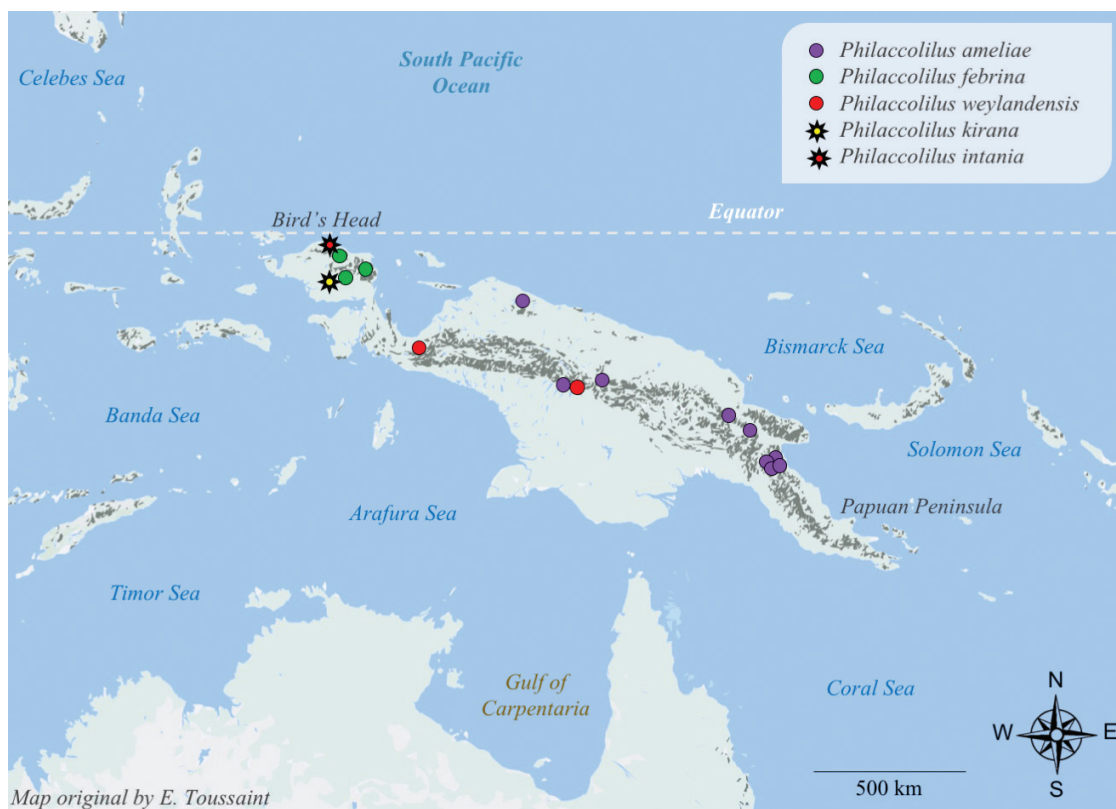 Philaccolilus ameliae
Philaccolilus febrina
Philaccolilus weylandensis
Philaccolilus kirana
Philaccolilus intania
Celebes Sea
South Pacific
Ocean
Bird's Head
Equator
Bismarck Sea
Banda Sea
Solomon Sea
Arafura Sea
Papuan Peninsula
Timor Sea
Gulf of
Carpentaria
Coral Sea
N
W
E
S
500 km
Map original by E. Toussaint